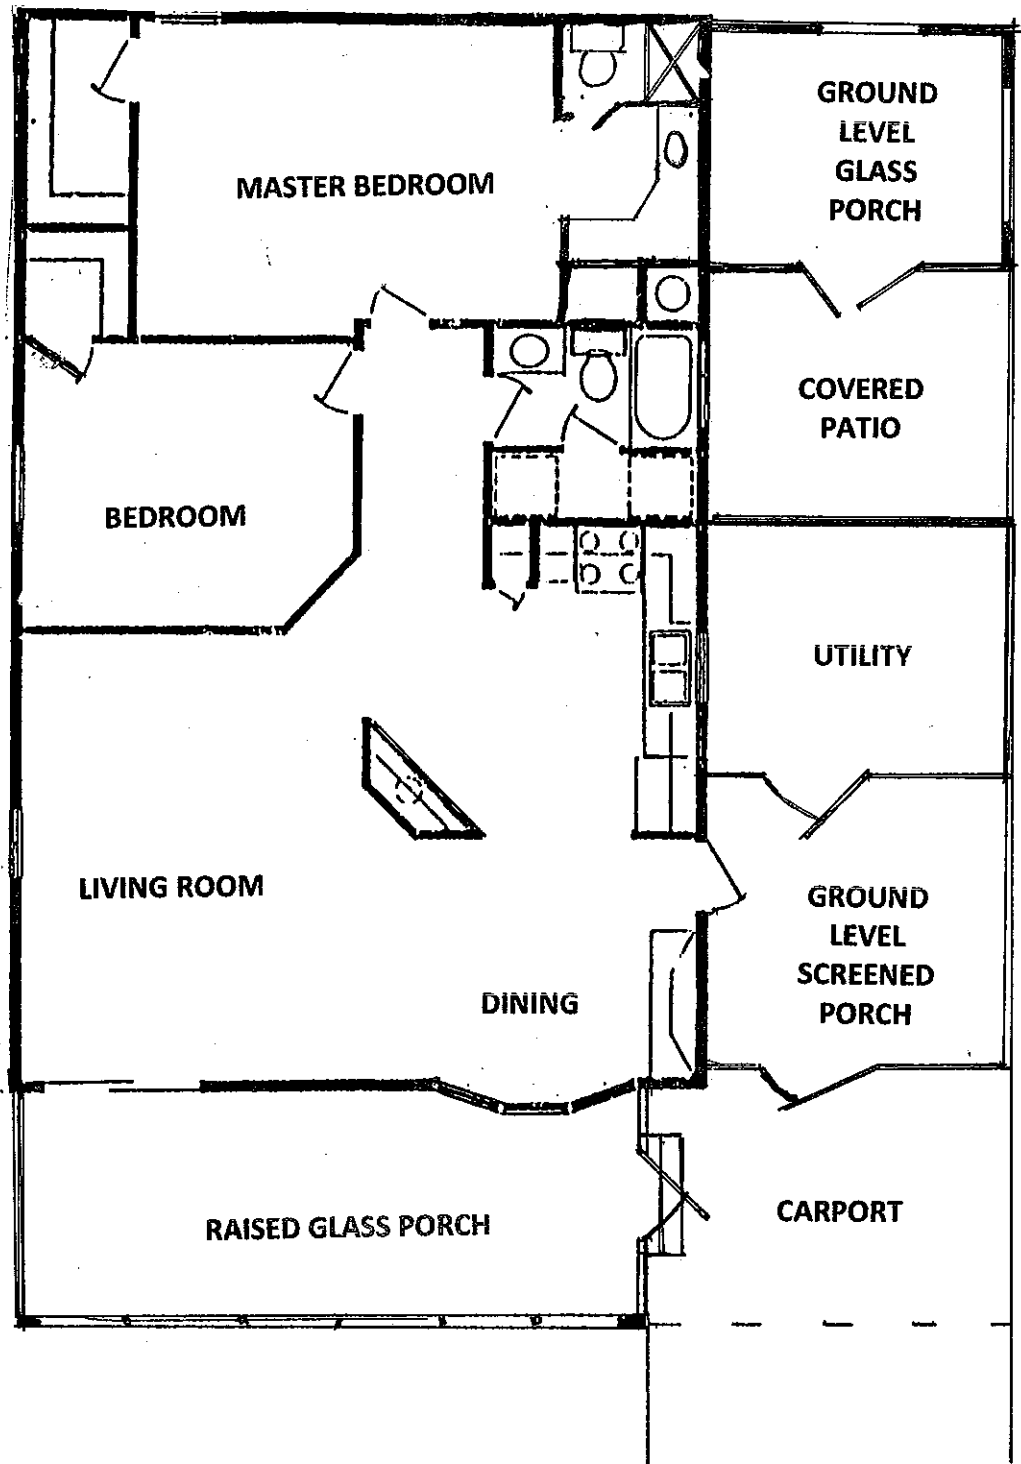 GROUND
LEVEL
GLASS
PORCH
MASTER BEDROOM
COVERED
PATIO
BEDROOM
UTILITY
LIVING ROOM
GROUND
LEVEL
SCREENED
PORCH
DINING
RAISED GLASS PORCH
CARPORT